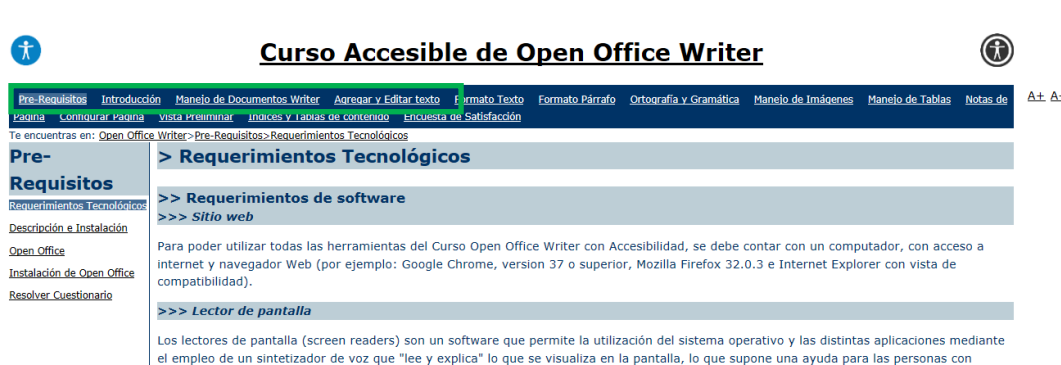 Curso Accesible de Open Office Writer
Pre-Requisitos Introducción Manejo de Documentos Writer Agregar y Editar texto Formato Texto Formato Párrafo Ortografía y Gramática Manejo de Imágenes Manejo de Tablas Notas de
Página Configurar Página Vista Preliminar Indices y Tablas de contenido Encuesta de Satisfacción
A+ A-
Te encuentras en: Open Office Writer>Pre-Requisitos>Requerimientos Tecnológicos
Pre-
Requisitos
Requerimientos Tecnológicos
Descripción e Instalación
Open Office
Instalación de Open Office
Resolver Cuestionario
> Requerimientos Tecnológicos
>> Requerimientos de software
>>> Sitio web
Para poder utilizar todas las herramientas del Curso Open Office Writer con Accesibilidad, se debe contar con un computador, con acceso a
internet y navegador Web (por ejemplo: Google Chrome, version 37 o superior, Mozilla Firefox 32.0.3 e Internet Explorer con vista de
compatibilidad).
>>> Lector de pantalla
Los lectores de pantalla (screen readers) son un software que permite la utilización del sistema operativo y las distintas aplicaciones mediante
el empleo de un sintetizador de voz que "lee y explica" lo que se visualiza en la pantalla, lo que supone una ayuda para las personas con